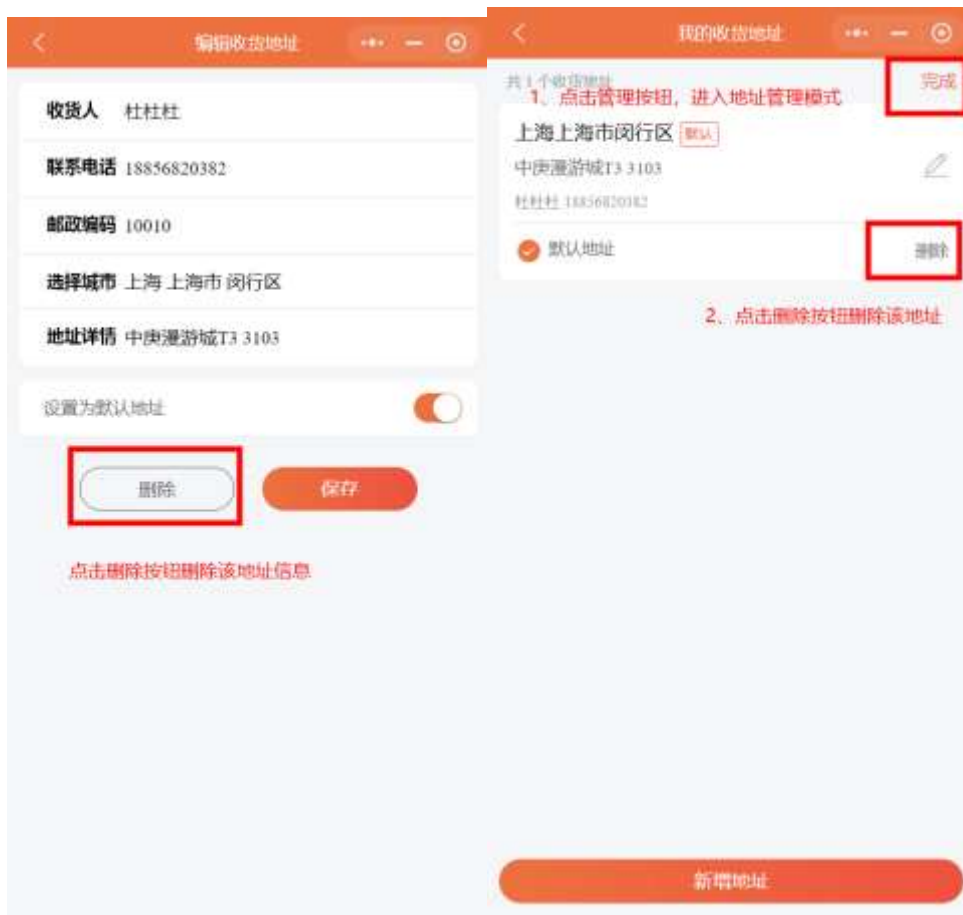 编辑收货地址
收货人 杜杜杜
联系电话 18856820382
邮政编码 10010
选择城市 上海 上海市 闵行区
地址详情 中庚漫游城T3 3103
设置为默认地址
删除 保存
点击删除按钮删除该地址信息
我的收货地址
共 1 个收货地址 完成
1、点击管理按钮，进入地址管理模式
上海上海市闵行区 默认
中庚漫游城T3 3103
杜杜杜 18856820382
默认地址 删除
2、点击删除按钮删除该地址
新增地址